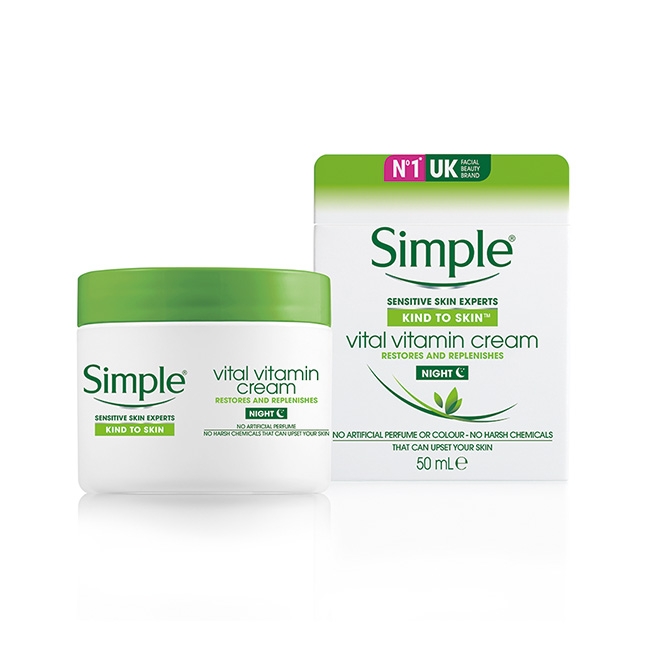 Simple®
SENSITIVE SKIN EXPERTS
KIND TO SKIN
vital vitamin
cream
RESTORES AND REPLENISHES
NIGHT
NO ARTIFICIAL PERFUME
NO HARSH CHEMICALS THAT CAN UPSET YOUR SKIN
Nº1* UK FACIAL
BEAUTY
BRAND
Simple®
SENSITIVE SKIN EXPERTS
KIND TO SKIN™
vital vitamin cream
RESTORES AND REPLENISHES
NIGHT
NO ARTIFICIAL PERFUME OR COLOUR - NO HARSH CHEMICALS
THAT CAN UPSET YOUR SKIN
50 mL ℮